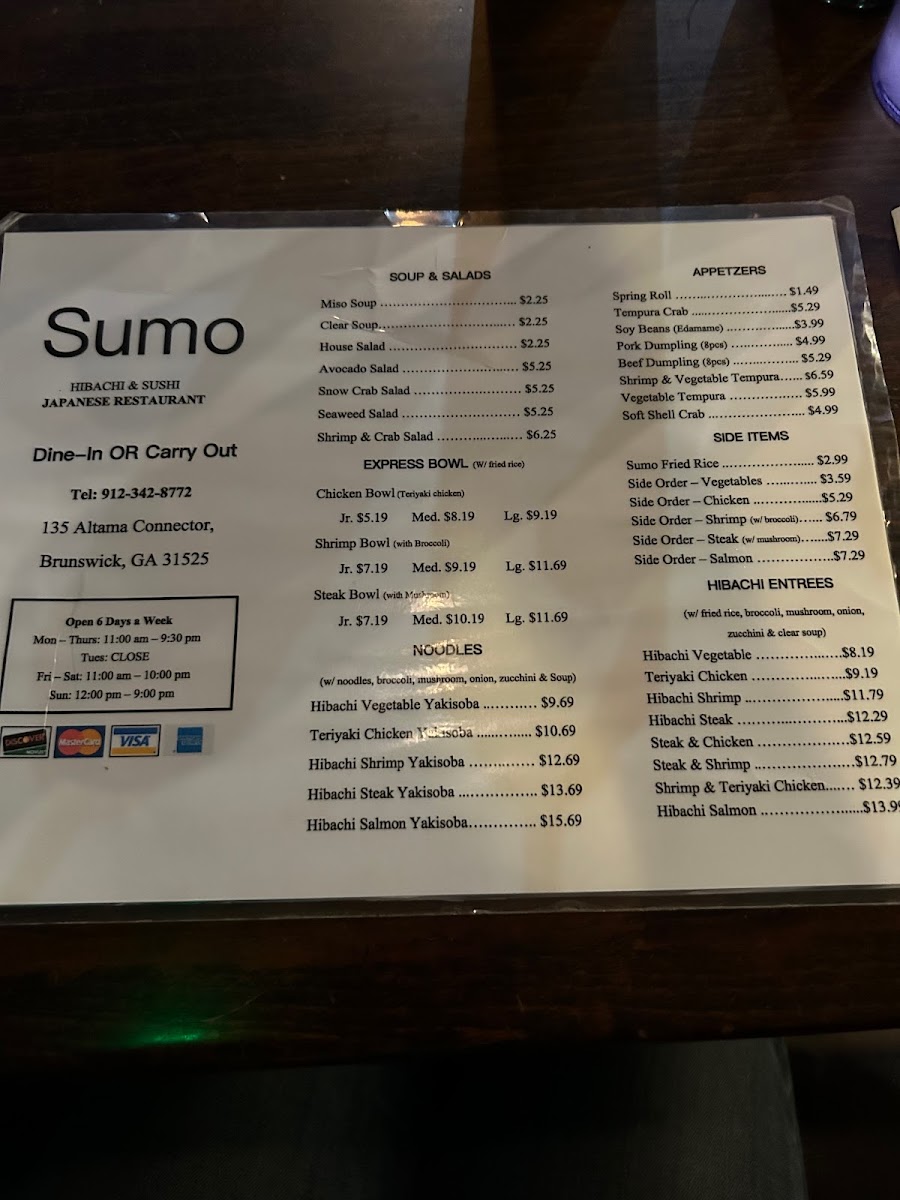 Sumo
HIBACHI & SUSHI
JAPANESE RESTAURANT
Dine-In OR Carry Out
Tel: 912-342-8772
135 Altama Connector,
Brunswick, GA 31525
Open 6 Days a Week
Mon – Thurs: 11:00 am – 9:30 pm
Tues: CLOSE
Fri – Sat: 11:00 am – 10:00 pm
Sun: 12:00 pm – 9:00 pm
DISCOVER MasterCard VISA
SOUP & SALADS
Miso Soup ................................ $2.25
Clear Soup................................ $2.25
House Salad ............................... $2.25
Avocado Salad ............................ $5.25
Snow Crab Salad .......................... $5.25
Seaweed Salad ............................ $5.25
Shrimp & Crab Salad ..................... $6.25
EXPRESS BOWL (W/ fried rice)
Chicken Bowl (Teriyaki chicken)
Jr. $5.19 Med. $8.19 Lg. $9.19
Shrimp Bowl (with Broccoli)
Jr. $7.19 Med. $9.19 Lg. $11.69
Steak Bowl (with Mushroom)
Jr. $7.19 Med. $10.19 Lg. $11.69
NOODLES
(w/ noodles, broccoli, mushroom, onion, zucchini & Soup)
Hibachi Vegetable Yakisoba ............ $9.69
Teriyaki Chicken Yakisoba ............. $10.69
Hibachi Shrimp Yakisoba ............... $12.69
Hibachi Steak Yakisoba ................. $13.69
Hibachi Salmon Yakisoba.............. $15.69
APPETZERS
Spring Roll .......................... $1.49
Tempura Crab ........................$5.29
Soy Beans (Edamame) .................$3.99
Pork Dumpling (8pcs) ............... $4.99
Beef Dumpling (8pcs) ................ $5.29
Shrimp & Vegetable Tempura...... $6.59
Vegetable Tempura .................. $5.99
Soft Shell Crab ........................ $4.99
SIDE ITEMS
Sumo Fried Rice ...................... $2.99
Side Order – Vegetables ............. $3.59
Side Order – Chicken .................$5.29
Side Order – Shrimp (w/ broccoli)...... $6.79
Side Order – Steak (w/ mushroom).......$7.29
Side Order – Salmon ..................$7.29
HIBACHI ENTREES
(w/ fried rice, broccoli, mushroom, onion,
zucchini & clear soup)
Hibachi Vegetable .....................$8.19
Teriyaki Chicken .......................$9.19
Hibachi Shrimp ........................$11.79
Hibachi Steak ..........................$12.29
Steak & Chicken ......................$12.59
Steak & Shrimp ........................$12.79
Shrimp & Teriyaki Chicken....... $12.39
Hibachi Salmon ........................$13.99